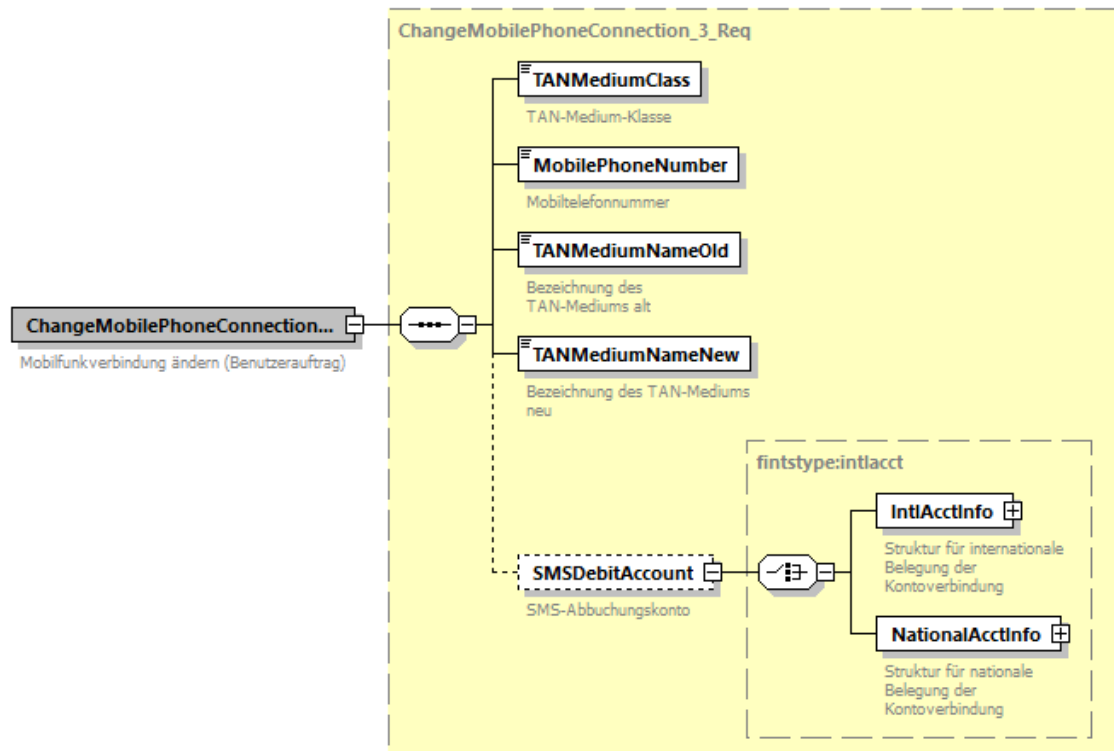 ChangeMobilePhoneConnection_3_Req
TANMediumClass
TAN-Medium-Klasse
MobilePhoneNumber
Mobiltelefonnummer
TANMediumNameOld
Bezeichnung des
TAN-Mediums alt
ChangeMobilePhoneConnection...
Mobilfunkverbindung ändern (Benutzerauftrag)
TANMediumNameNew
Bezeichnung des TAN-Mediums
neu
fintstype:intlacct
IntlAcctInfo
Struktur für internationale
Belegung der
Kontoverbindung
SMSDebitAccount
SMS-Abbuchungskonto
NationalAcctInfo
Struktur für nationale
Belegung der
Kontoverbindung